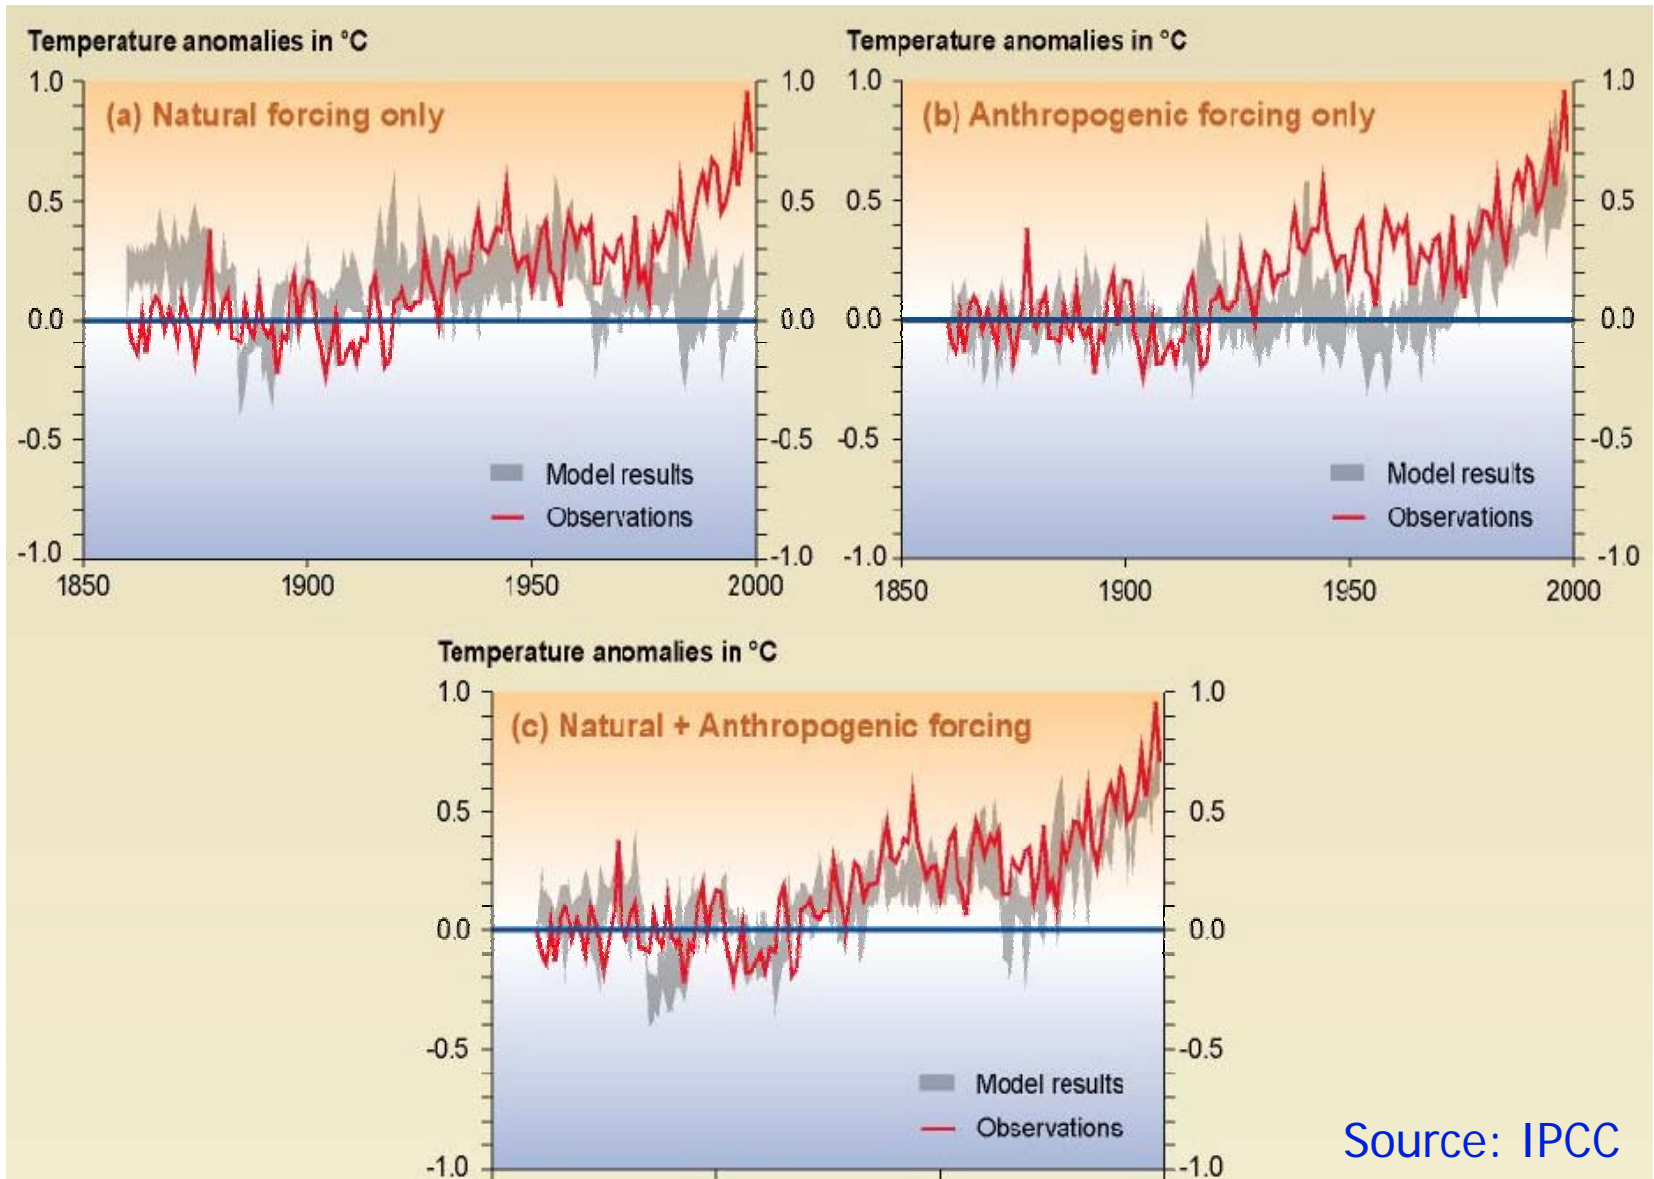 Temperature anomalies in °C
1.0 1.0
(a) Natural forcing only
0.5 0.5
0.0 0.0
-0.5 -0.5
Model results
Observations
-1.0 -1.0
1850 1900 1950 2000
Temperature anomalies in °C
1.0 1.0
(b) Anthropogenic forcing only
0.5 0.5
0.0 0.0
-0.5 -0.5
Model results
Observations
-1.0 -1.0
1850 1900 1950 2000
Temperature anomalies in °C
1.0 1.0
(c) Natural + Anthropogenic forcing
0.5 0.5
0.0 0.0
-0.5 -0.5
Model results
Observations
-1.0 -1.0
Source: IPCC